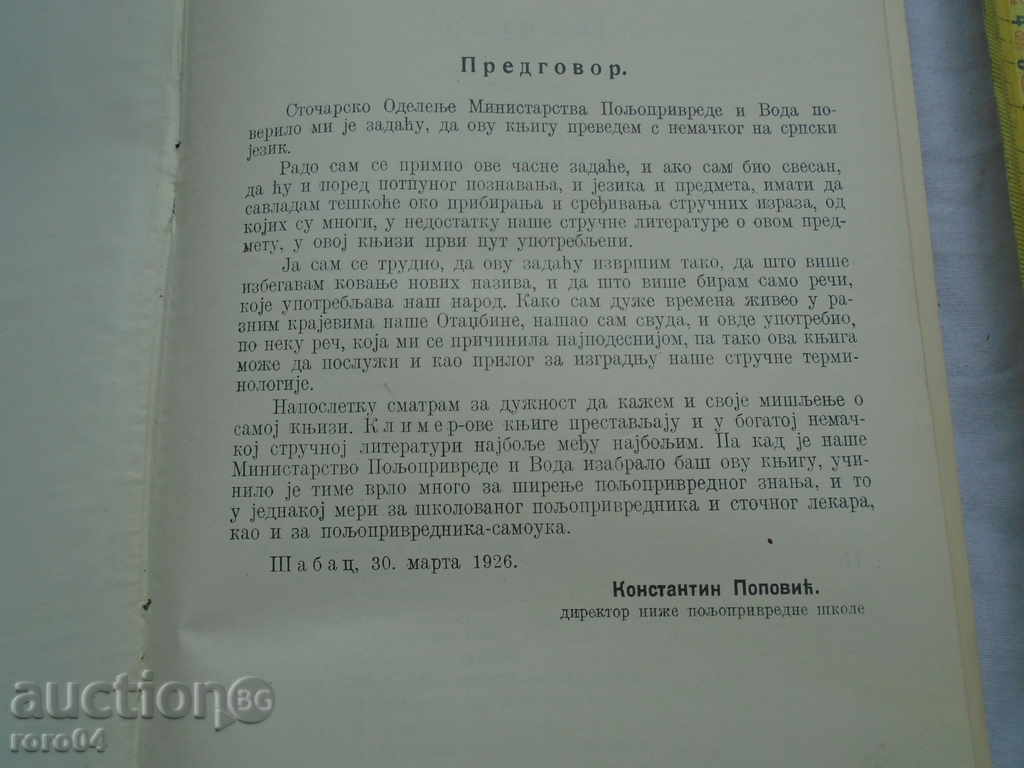 Предговор.
Сточарско Оделење Министарства Пољопривреде и Вода по-
верило ми је задаћу, да ову књигу преведем с немачког на српски
језик.
Радо сам се примио ове часне задаће, и ако сам био свесан,
да ћу и поред потпуног познавања, и језика и предмета, имати да
савладам тешкоће око прибирања и сређивања стручних израза, од
којих су многи, у недостатку наше стручне литературе о овом пред-
мету, у овој књизи први пут употребљени.
Ја сам се трудио, да ову задаћу извршим тако, да што више
избегавам ковање нових назива, и да што више бирам само речи,
које употребљава наш народ. Како сам дуже времена живео у ра-
зним крајевима наше Отаџбине, нашао сам свуда, и овде употребио,
по неку реч, која ми се причинила најподеснијом, па тако ова књига
може да послужи и као прилог за изградњу наше стручне терми-
нологије.
Напослетку сматрам за дужност да кажем и своје мишљење о
самој књизи. Климер-ове књиге престављају и у богатој немач-
кој стручној литератури најбоље међу најбољим. Па кад је наше
Министарство Пољопривреде и Вода изабрало баш ову књигу, учи-
нило је тиме врло много за ширење пољопривредног знања, и то
у једнакој мери за школованог пољопривредника и сточног лекара,
као и за пољопривредника-самоука.
Шабац, 30. марта 1926.
Константин Поповић.
директор ниже пољопривредне школе
auction BG
roro04